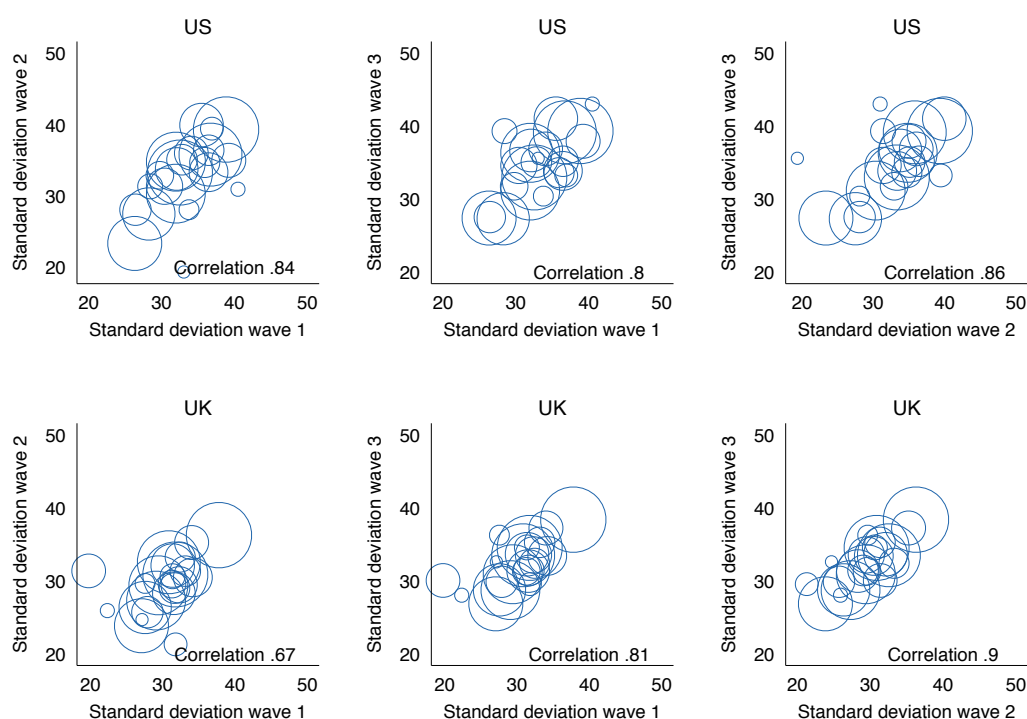 US
Standard deviation wave 2
50
40
30
20
Correlation .84
20 30 40 50
Standard deviation wave 1
US
Standard deviation wave 3
50
40
30
20
Correlation .8
20 30 40 50
Standard deviation wave 1
US
Standard deviation wave 3
50
40
30
20
Correlation .86
20 30 40 50
Standard deviation wave 2
UK
Standard deviation wave 2
50
40
30
20
Correlation .67
20 30 40 50
Standard deviation wave 1
UK
Standard deviation wave 3
50
40
30
20
Correlation .81
20 30 40 50
Standard deviation wave 1
UK
Standard deviation wave 3
50
40
30
20
Correlation .9
20 30 40 50
Standard deviation wave 2